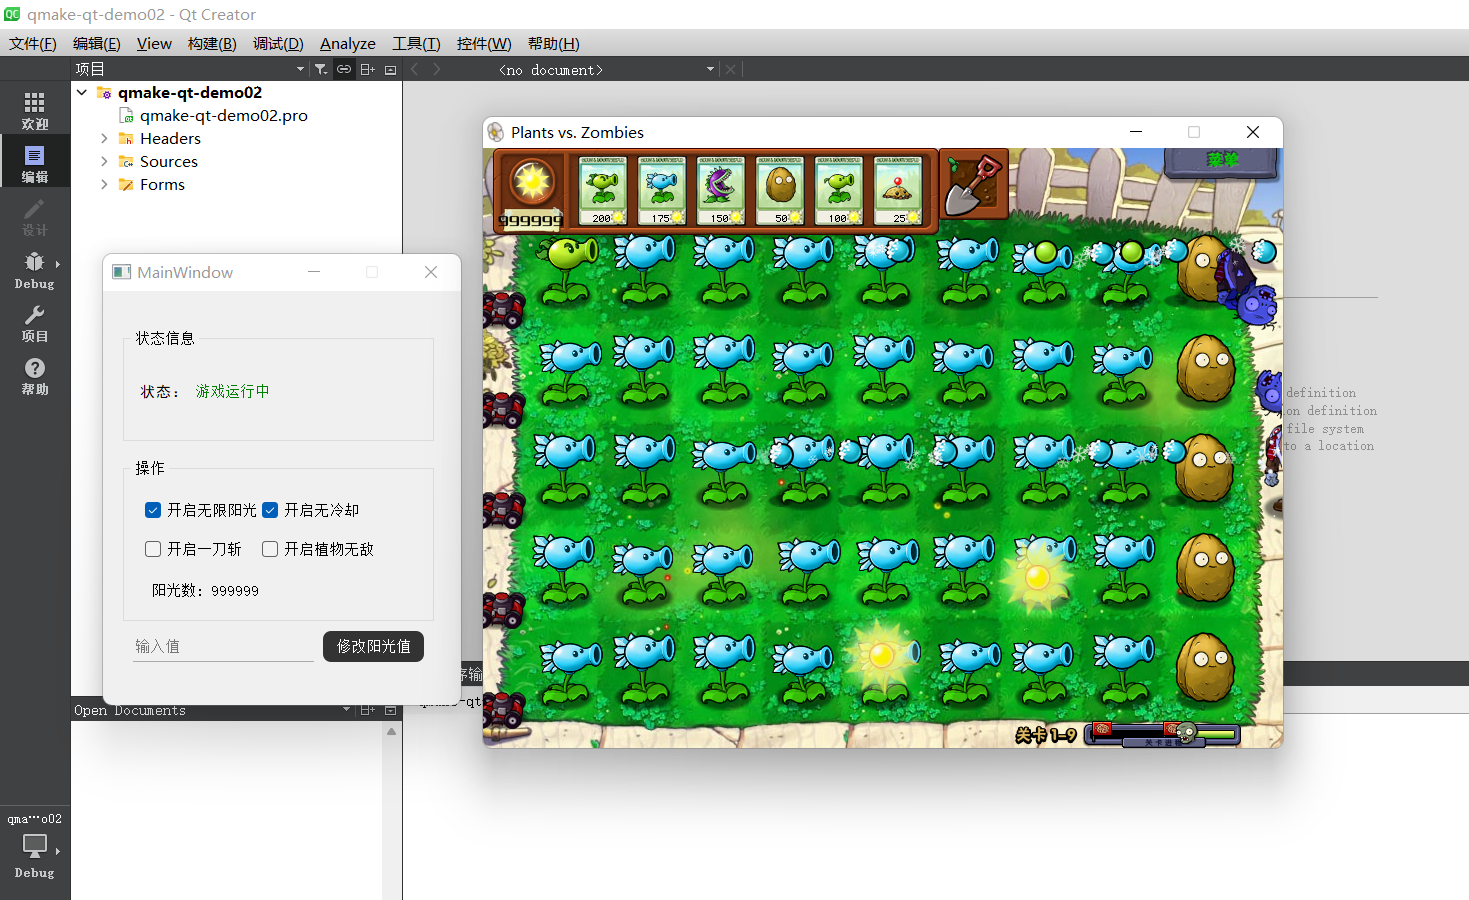 qmake-qt-demo02 - Qt Creator
文件(F) 编辑(E) View 构建(B) 调试(D) Analyze 工具(T) 控件(W) 帮助(H)
项目
<no document>
欢迎
编辑
设计
Debug
项目
帮助
qma···o02
Debug
qmake-qt-demo02
qmake-qt-demo02.pro
Headers
Sources
Forms
MainWindow
状态信息
状态： 游戏运行中
操作
开启无限阳光 开启无冷却
开启一刀斩 开启植物无敌
阳光数：999999
输入值
修改阳光值
Open Documents
序输
qmake-qt
Plants vs. Zombies
999999
200
175
150
50
100
25
菜单
关卡 1-9
关卡进程
definition
on definition
file system
to a location